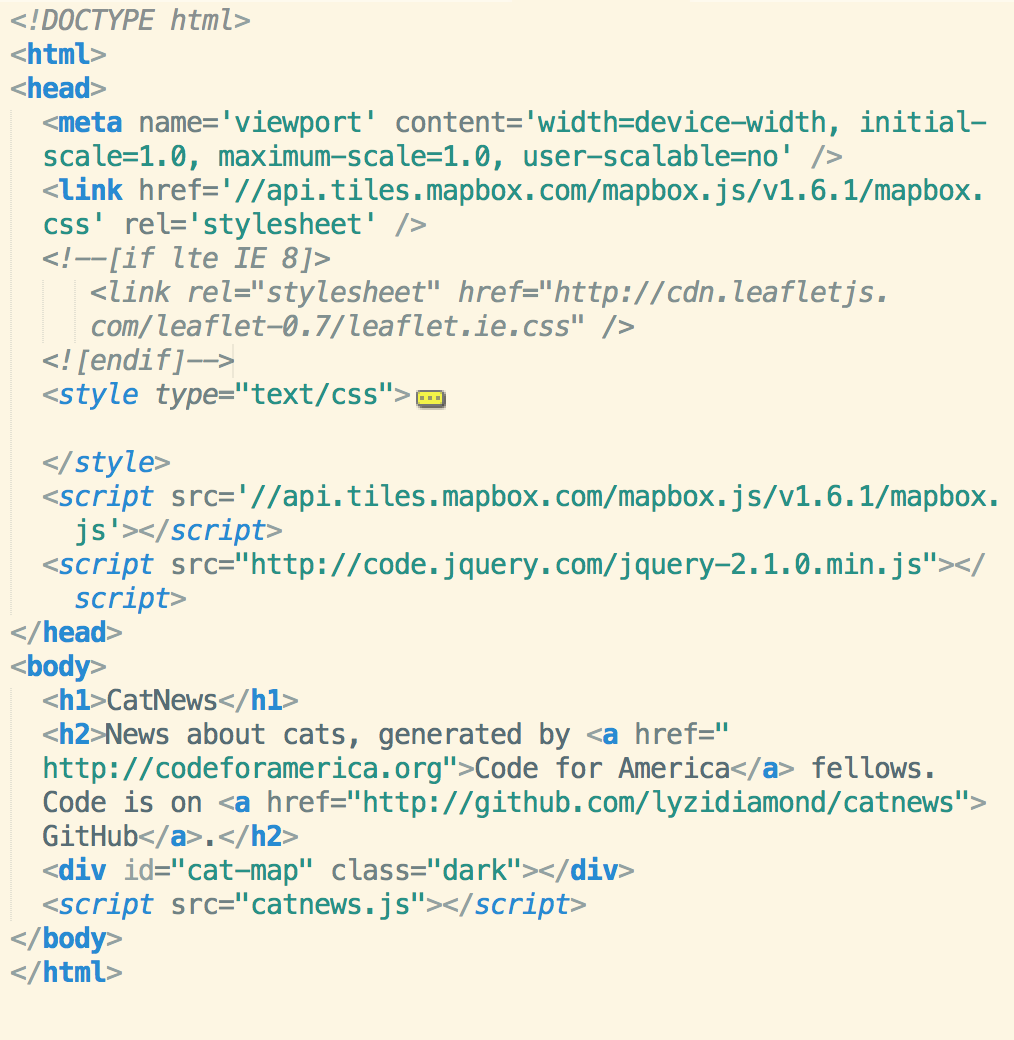 <!DOCTYPE html>
<html>
<head>
<meta name='viewport' content='width=device-width, initial-
scale=1.0, maximum-scale=1.0, user-scalable=no' />
<link href='//api.tiles.mapbox.com/mapbox.js/v1.6.1/mapbox.
css' rel='stylesheet' />
<!--[if lte IE 8]>
<link rel="stylesheet" href="http://cdn.leafletjs.
com/leaflet-0.7/leaflet.ie.css" />
<![endif]-->
<style type="text/css">
</style>
<script src='//api.tiles.mapbox.com/mapbox.js/v1.6.1/mapbox.
js'></script>
<script src="http://code.jquery.com/jquery-2.1.0.min.js"></
script>
</head>
<body>
<h1>CatNews</h1>
<h2>News about cats, generated by <a href="
http://codeforamerica.org">Code for America</a> fellows.
Code is on <a href="http://github.com/lyzidiamond/catnews">
GitHub</a>.</h2>
<div id="cat-map" class="dark"></div>
<script src="catnews.js"></script>
</body>
</html>